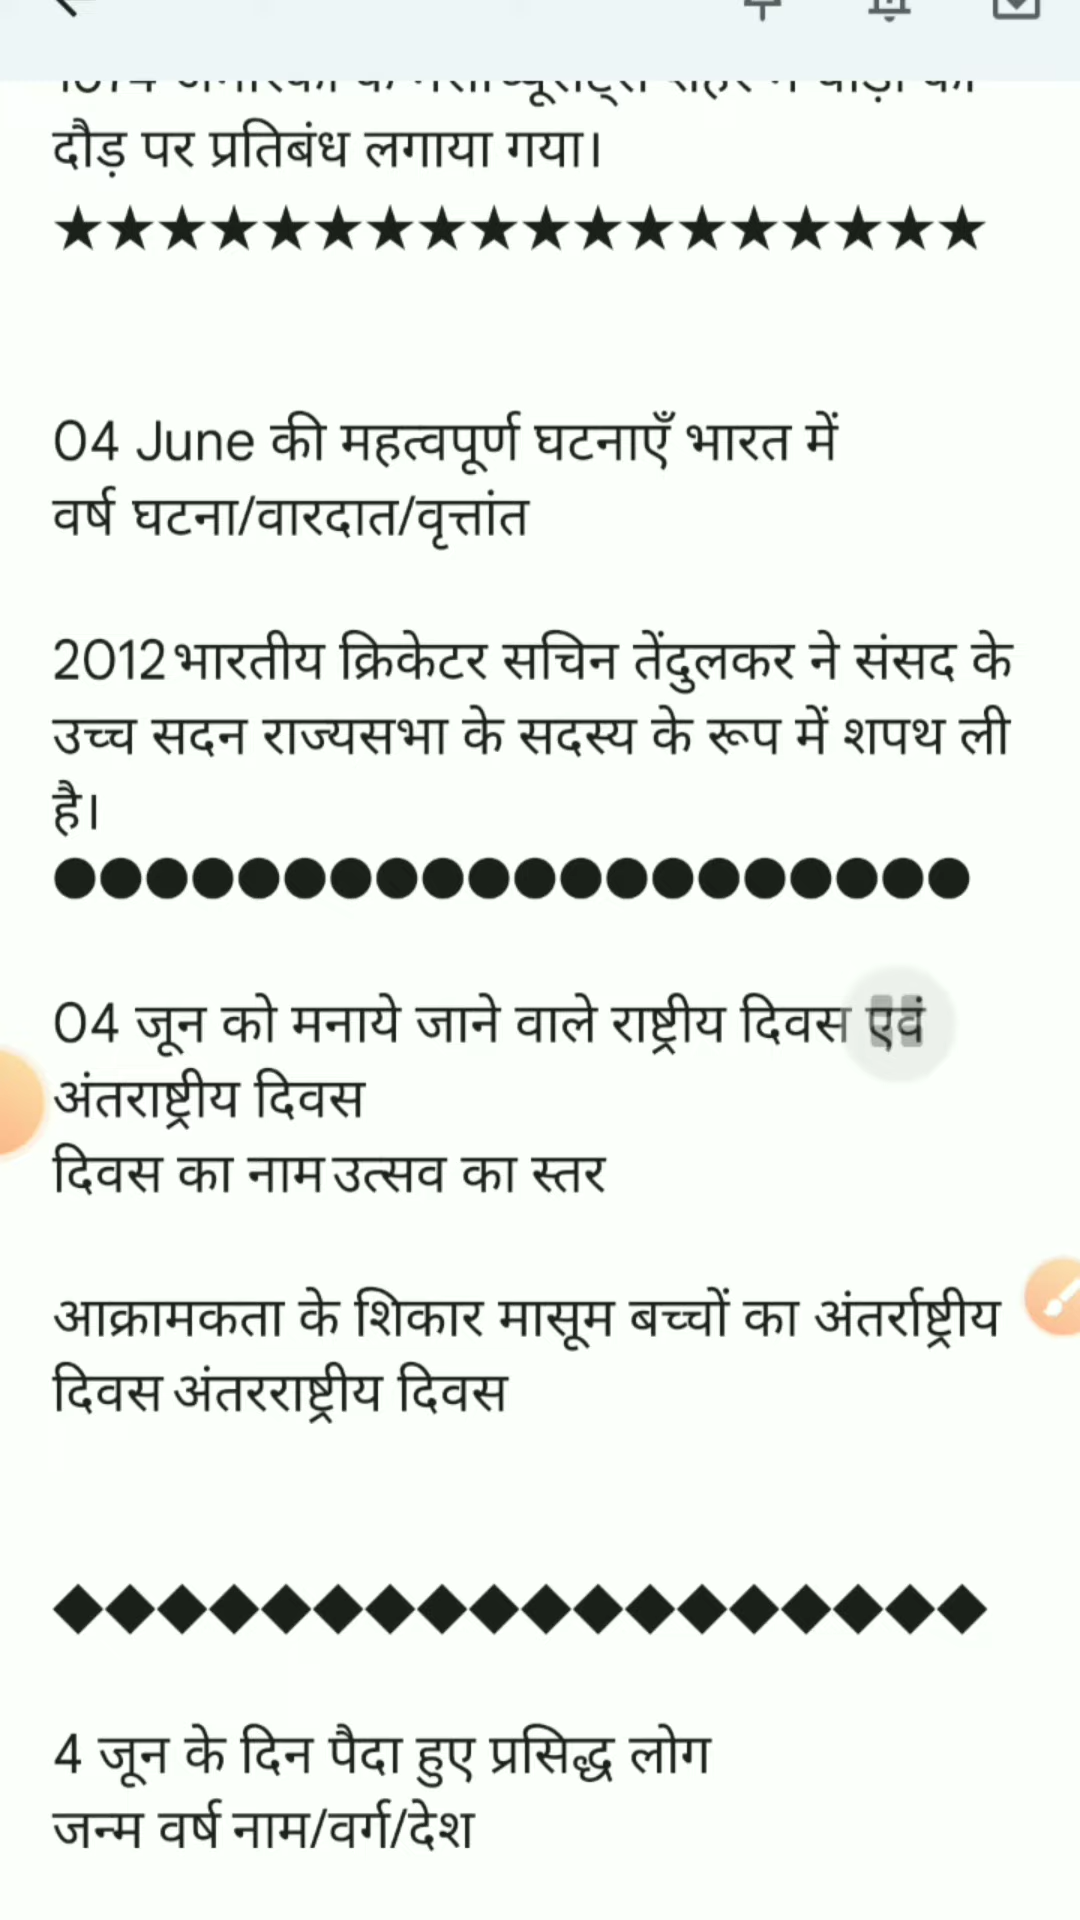 दौड़ पर प्रतिबंध लगाया गया।
★★★★★★★★★★★★★★★★★★
04 June की महत्वपूर्ण घटनाएँ भारत में
वर्ष घटना/वारदात/वृत्तांत
2012 भारतीय क्रिकेटर सचिन तेंदुलकर ने संसद के
उच्च सदन राज्यसभा के सदस्य के रूप में शपथ ली
है।
●●●●●●●●●●●●●●●●●●●●
04 जून को मनाये जाने वाले राष्ट्रीय दिवस एवं
अंतराष्ट्रीय दिवस
दिवस का नाम उत्सव का स्तर
आक्रामकता के शिकार मासूम बच्चों का अंतर्राष्ट्रीय
दिवस अंतरराष्ट्रीय दिवस
◆◆◆◆◆◆◆◆◆◆◆◆◆◆◆◆◆◆
4 जून के दिन पैदा हुए प्रसिद्ध लोग
जन्म वर्ष नाम/वर्ग/देश